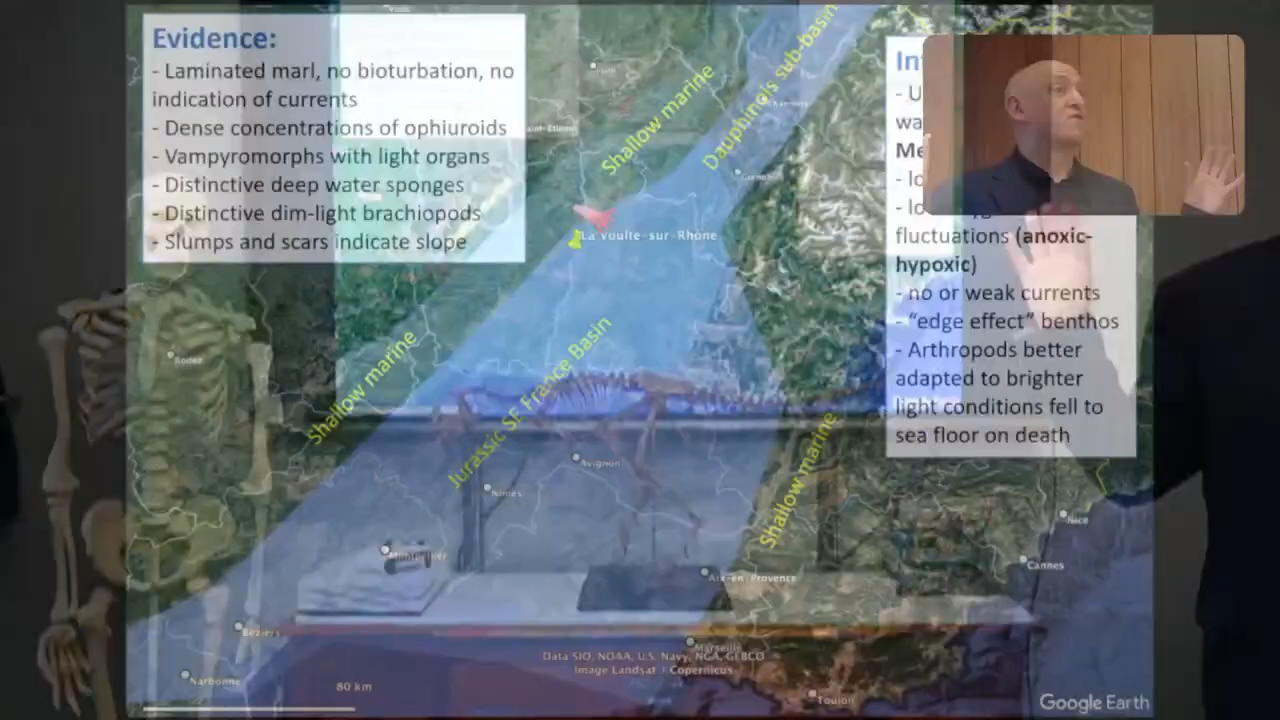 Evidence:
- Laminated marl, no bioturbation, no
indication of currents
- Dense concentrations of ophiuroids
- Vampyromorphs with light organs
- Distinctive deep water sponges
- Distinctive dim-light brachiopods
- Slumps and scars indicate slope
fluctuations (anoxic-
hypoxic)
- no or weak currents
- "edge effect" benthos
- Arthropods better
adapted to brighter
light conditions fell to
sea floor on death
Shallow marine
Dauphinois sub-basin
Saint-Etienne
Grenoble
La Voulte-sur-Rhône
Rodez
Shallow marine
Jurassic SE France Basin
Shallow marine
Avignon
Nîmes
Montpellier
Nice
Cannes
Aix-en-Provence
Béziers
Marseille
Narbonne
Toulon
Data SIO, NOAA, U.S. Navy, NGA, GEBCO
Image Landsat / Copernicus
80 km
Google Earth